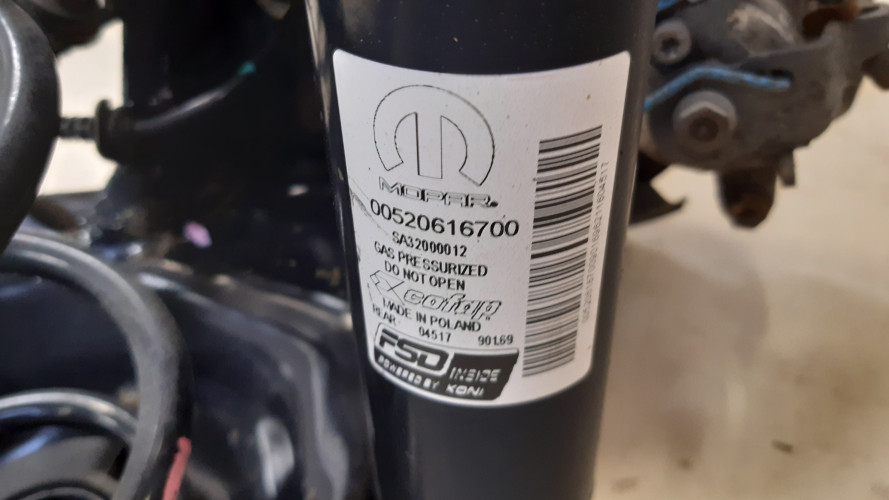 MOPAR®
00520616700
SA32000012
GAS PRESSURIZED
DO NOT OPEN
cofap®
MADE IN POLAND
REAR 04517 90169
FSD INSIDE
POWERED BY KONI